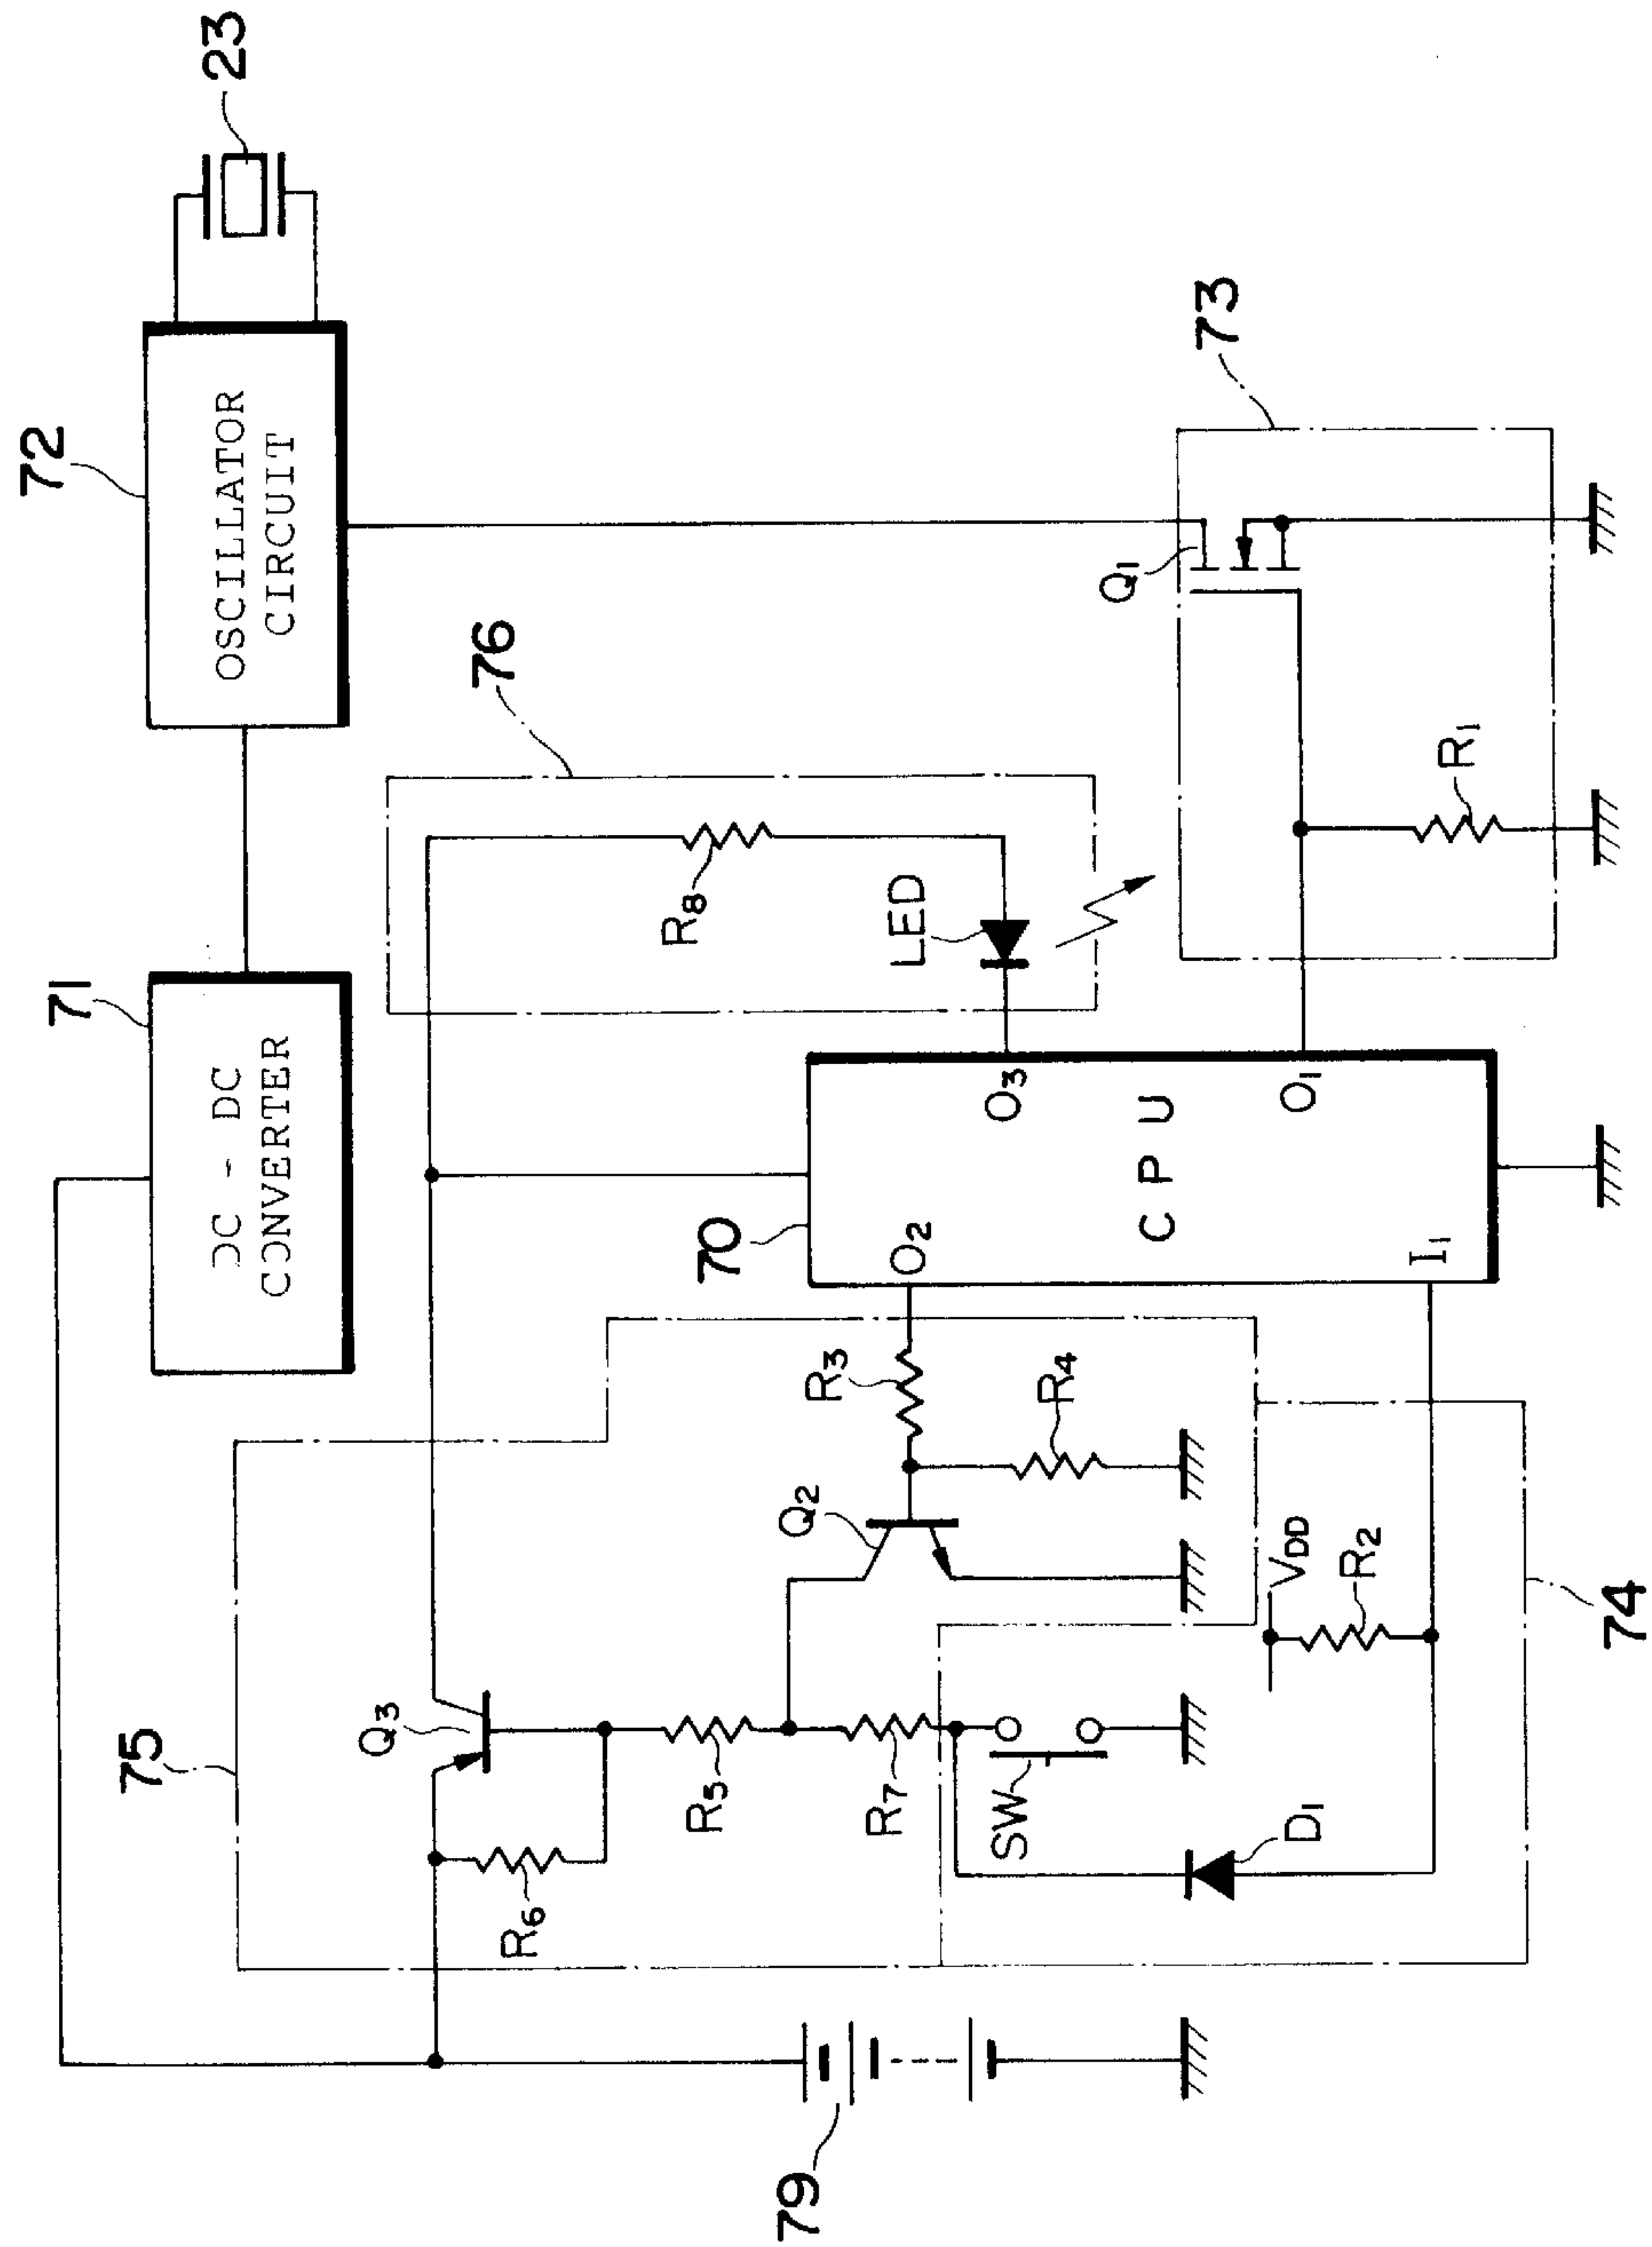 72
OSCILLATOR
CIRCUIT
23
71
DC - DC
CONVERTER
76
R8
LED
73
Q1
R1
75
Q3
R6
R5
R7
Q2
R3
R4
70
O2
O3
C P U
O1
I1
SW
D1
VDD
R2
74
79